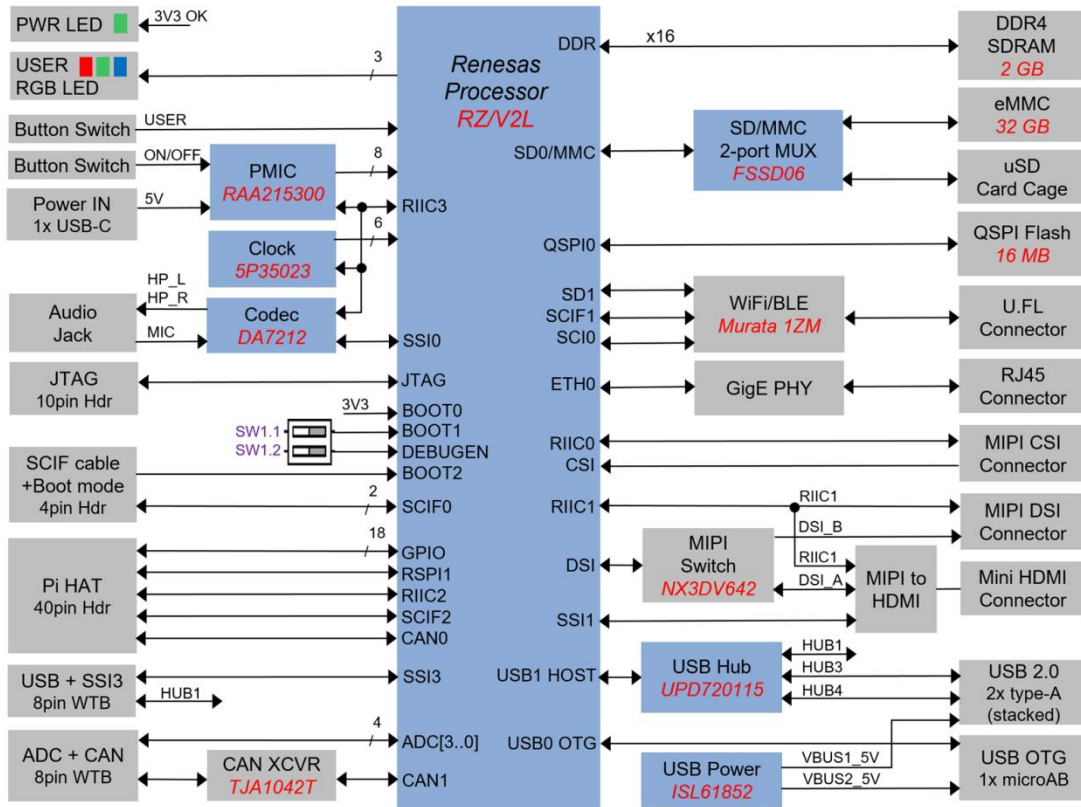 PWR LED
3V3 OK
USER
RGB LED
3
Button Switch
USER
Button Switch
ON/OFF
Power IN
1x USB-C
5V
PMIC
RAA215300
8
Clock
5P35023
6
Audio
Jack
HP_L
HP_R
MIC
Codec
DA7212
JTAG
10pin Hdr
3V3
SW1.1
SW1.2
SCIF cable
+Boot mode
4pin Hdr
2
Pi HAT
40pin Hdr
18
USB + SSI3
8pin WTB
HUB1
ADC + CAN
8pin WTB
4
CAN XCVR
TJA1042T
Renesas
Processor
RZ/V2L
RIIC3
SSI0
JTAG
BOOT0
BOOT1
DEBUGEN
BOOT2
SCIF0
GPIO
RSPI1
RIIC2
SCIF2
CAN0
SSI3
ADC[3..0]
CAN1
DDR
SD0/MMC
QSPI0
SD1
SCIF1
SCI0
ETH0
RIIC0
CSI
RIIC1
DSI
SSI1
USB1 HOST
USB0 OTG
x16
SD/MMC
2-port MUX
FSSD06
WiFi/BLE
Murata 1ZM
GigE PHY
RIIC1
DSI_B
MIPI
Switch
NX3DV642
RIIC1
DSI_A
MIPI to
HDMI
USB Hub
UPD720115
HUB1
HUB3
HUB4
USB Power
ISL61852
VBUS1_5V
VBUS2_5V
DDR4
SDRAM
2 GB
eMMC
32 GB
uSD
Card Cage
QSPI Flash
16 MB
U.FL
Connector
RJ45
Connector
MIPI CSI
Connector
MIPI DSI
Connector
Mini HDMI
Connector
USB 2.0
2x type-A
(stacked)
USB OTG
1x microAB